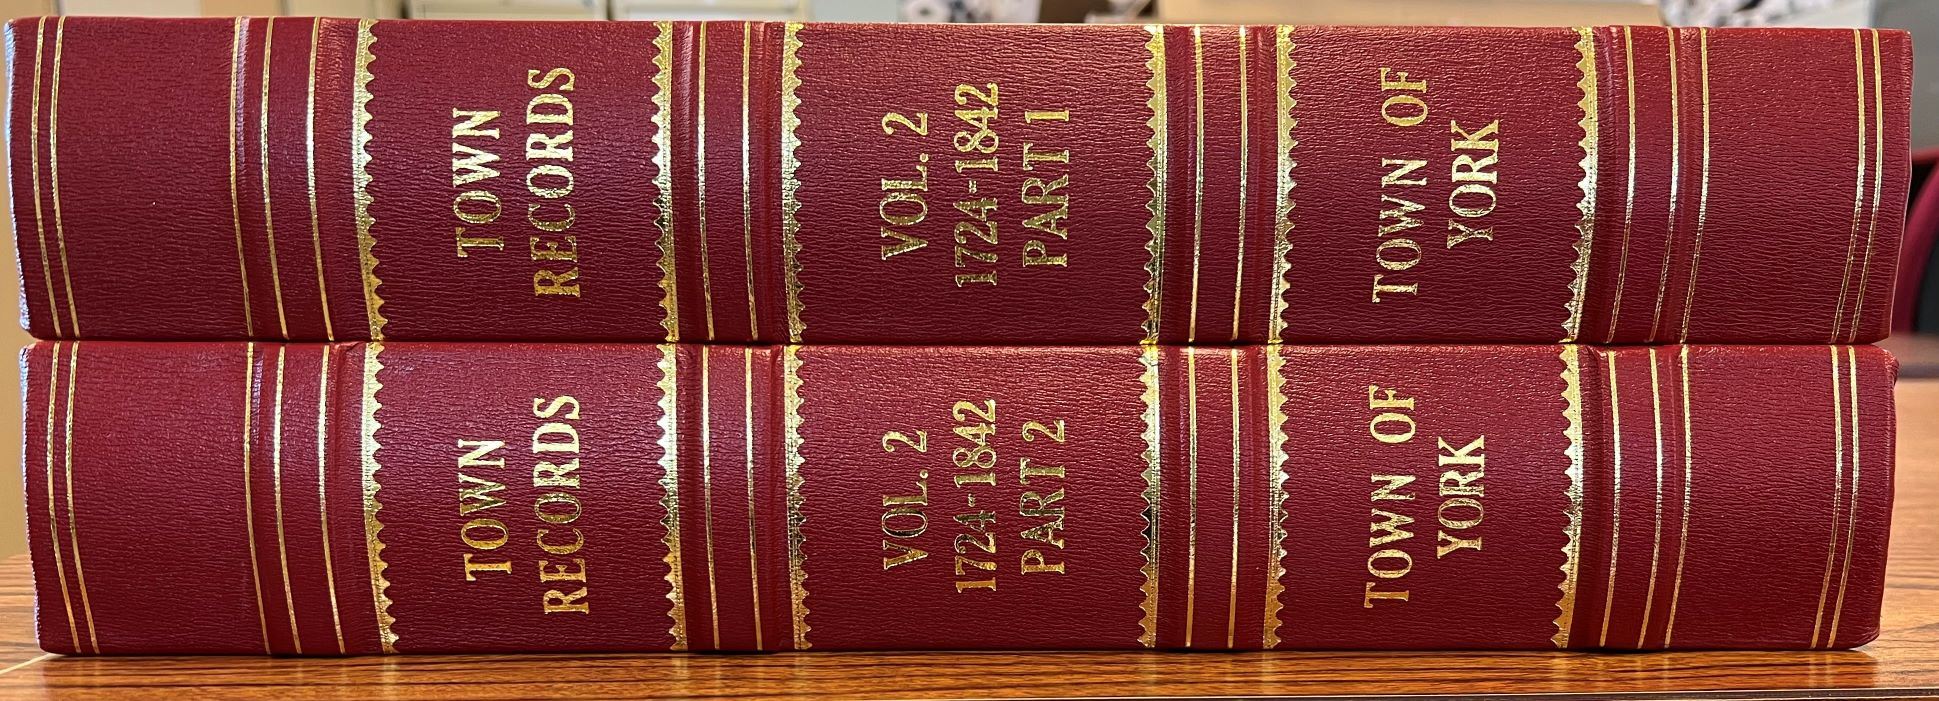 TOWN
RECORDS
VOL. 2
1724-1842
PART 1
TOWN OF
YORK
TOWN
RECORDS
VOL. 2
1724-1842
PART 2
TOWN OF
YORK